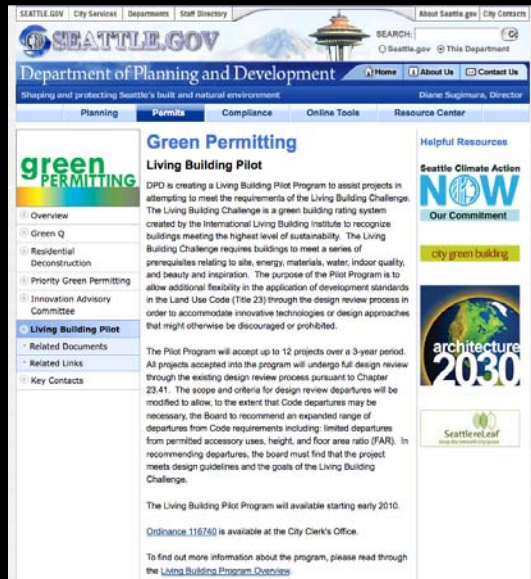 SEATTLE.GOV City Services Departments Staff Directory About Seattle.gov City Contacts
SEATTLE.GOV
SEARCH: Go
Seattle.gov This Department
Department of Planning and Development Home About Us Contact Us
Shaping and protecting Seattle's built and natural environment Diane Sugimura, Director
Planning Permits Compliance Online Tools Resource Center
green
PERMITTING
Overview
Green Q
Residential
Deconstruction
Priority Green Permitting
Innovation Advisory
Committee
Living Building Pilot
Related Documents
Related Links
Key Contacts
Green Permitting
Living Building Pilot
DPD is creating a Living Building Pilot Program to assist projects in
attempting to meet the requirements of the Living Building Challenge.
The Living Building Challenge is a green building rating system
created by the International Living Building Institute to recognize
buildings meeting the highest level of sustainability. The Living
Building Challenge requires buildings to meet a series of
prerequisites relating to site, energy, materials, water, indoor quality,
and beauty and inspiration. The purpose of the Pilot Program is to
allow additional flexibility in the application of development standards
in the Land Use Code (Title 23) through the design review process in
order to accommodate innovative technologies or design approaches
that might otherwise be discouraged or prohibited.
The Pilot Program will accept up to 12 projects over a 3-year period.
All projects accepted into the program will undergo full design review
through the existing design review process pursuant to Chapter
23.41. The scope and criteria for design review departures will be
modified to allow, to the extent that Code departures may be
necessary, the Board to recommend an expanded range of
departures from Code requirements including: limited departures
from permitted accessory uses, height, and floor area ratio (FAR). In
recommending departures, the board must find that the project
meets design guidelines and the goals of the Living Building
Challenge.
The Living Building Pilot Program will available starting early 2010.
Ordinance 116740 is available at the City Clerk's Office.
To find out more information about the program, please read through
the Living Building Program Overview.
Helpful Resources
Seattle Climate Action
NOW
Our Commitment
city green building
architecture
2030
Seattle reLeaf